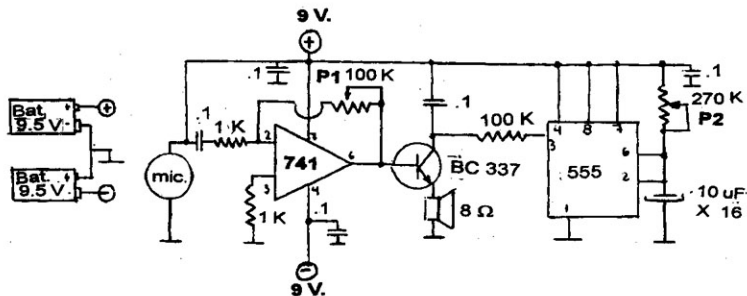 9 V.
.1
P1 100 K
.1
1 K
2
7
741
6
3
4
1 K
.1
9 V.
Bat.
9.5 V.
Bat.
9.5 V.
mic.
.1
100 K
BC 337
8 Ω
4
8
7
3
555
6
2
1
.1
270 K
P2
10 uF
X 16